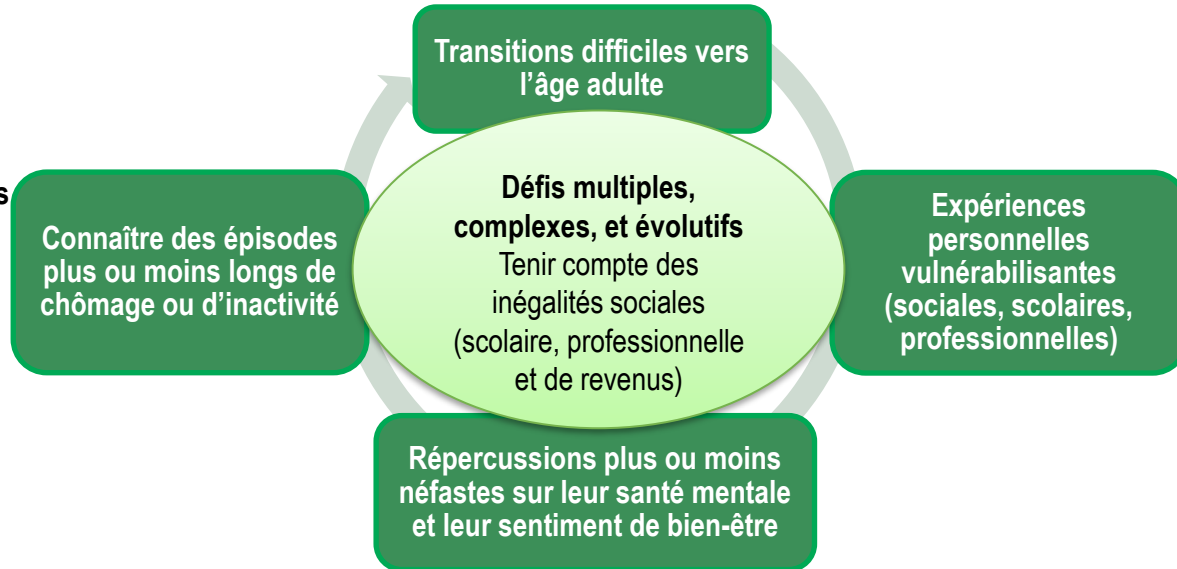 Transitions difficiles vers
l’âge adulte
s
Connaître des épisodes
plus ou moins longs de
chômage ou d’inactivité
Défis multiples,
complexes, et évolutifs
Tenir compte des
inégalités sociales
(scolaire, professionnelle
et de revenus)
Expériences
personnelles
vulnérabilisantes
(sociales, scolaires,
professionnelles)
Répercussions plus ou moins
néfastes sur leur santé mentale
et leur sentiment de bien-être